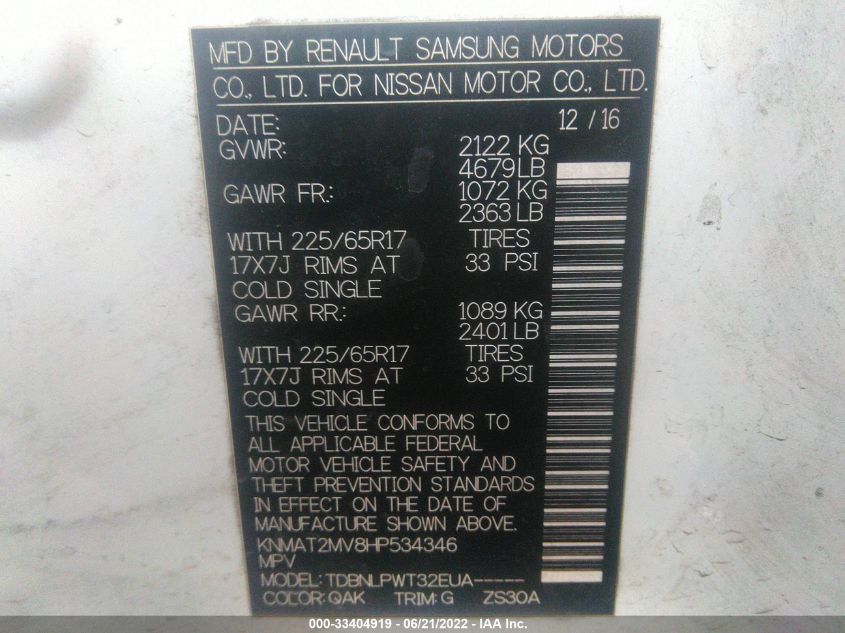 MFD BY RENAULT SAMSUNG MOTORS
CO., LTD. FOR NISSAN MOTOR CO., LTD.
DATE: 12 / 16
GVWR: 2122 KG
4679 LB
GAWR FR.: 1072 KG
2363 LB
WITH 225/65R17 TIRES
17X7J RIMS AT 33 PSI
COLD SINGLE
GAWR RR.: 1089 KG
2401 LB
WITH 225/65R17 TIRES
17X7J RIMS AT 33 PSI
COLD SINGLE
THIS VEHICLE CONFORMS TO
ALL APPLICABLE FEDERAL
MOTOR VEHICLE SAFETY AND
THEFT PREVENTION STANDARDS
IN EFFECT ON THE DATE OF
MANUFACTURE SHOWN ABOVE.
KNMAT2MV8HP534346
MPV
MODEL: TDBNLPWT32EUA-----
COLOR: QAK TRIM: G ZS30A
000-33404919 - 06/21/2022 - IAA Inc.